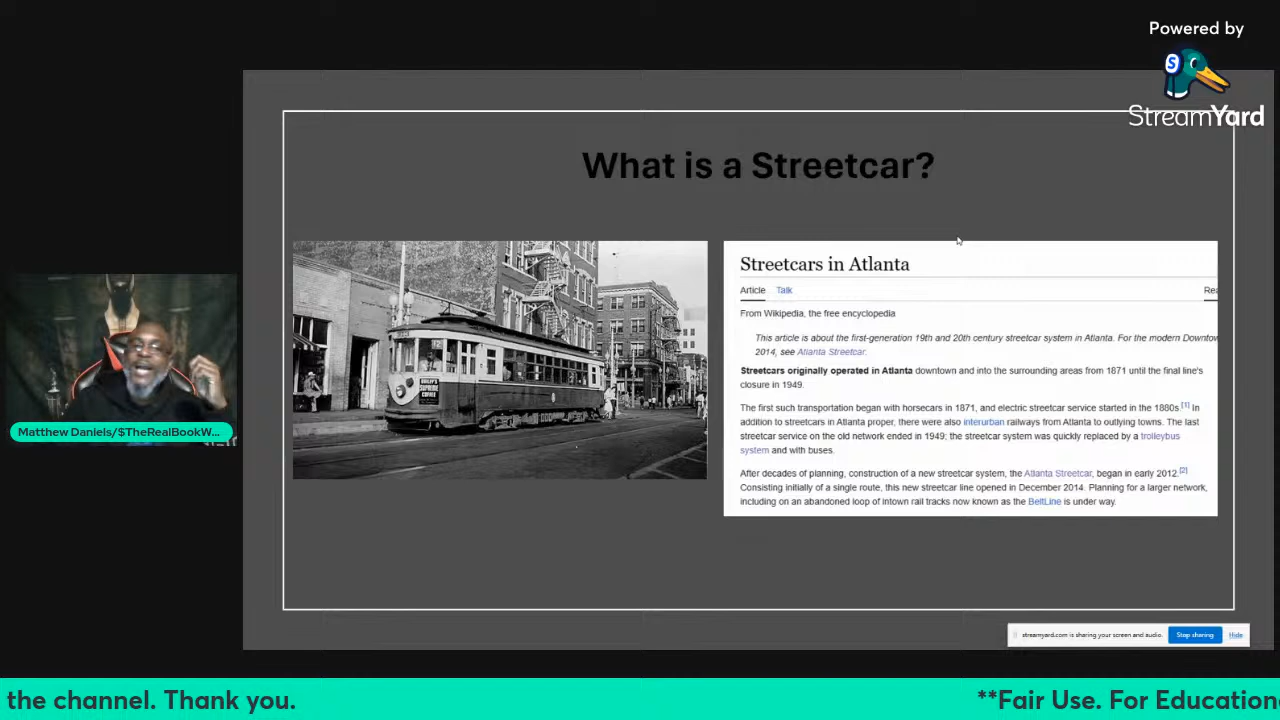 Powered by
StreamYard
What is a Streetcar?
Streetcars in Atlanta
Article Talk
Rea
From Wikipedia, the free encyclopedia
This article is about the first-generation 19th and 20th century streetcar system in Atlanta. For the modern Downtow
2014, see Atlanta Streetcar.
Streetcars originally operated in Atlanta downtown and into the surrounding areas from 1871 until the final line's
closure in 1949.
The first such transportation began with horsecars in 1871, and electric streetcar service started in the 1880s.[1] In
addition to streetcars in Atlanta proper, there were also interurban railways from Atlanta to outlying towns. The last
streetcar service on the old network ended in 1949; the streetcar system was quickly replaced by a trolleybus
system and with buses.
After decades of planning, construction of a new streetcar system, the Atlanta Streetcar, began in early 2012.[2]
Consisting initially of a single route, this new streetcar line opened in December 2014. Planning for a larger network,
including on an abandoned loop of intown rail tracks now known as the BeltLine is under way.
Matthew Daniels/$TheRealBookW...
streamyard.com is sharing your screen and audio.
Stop sharing
Hide
the channel. Thank you.
**Fair Use. For Education